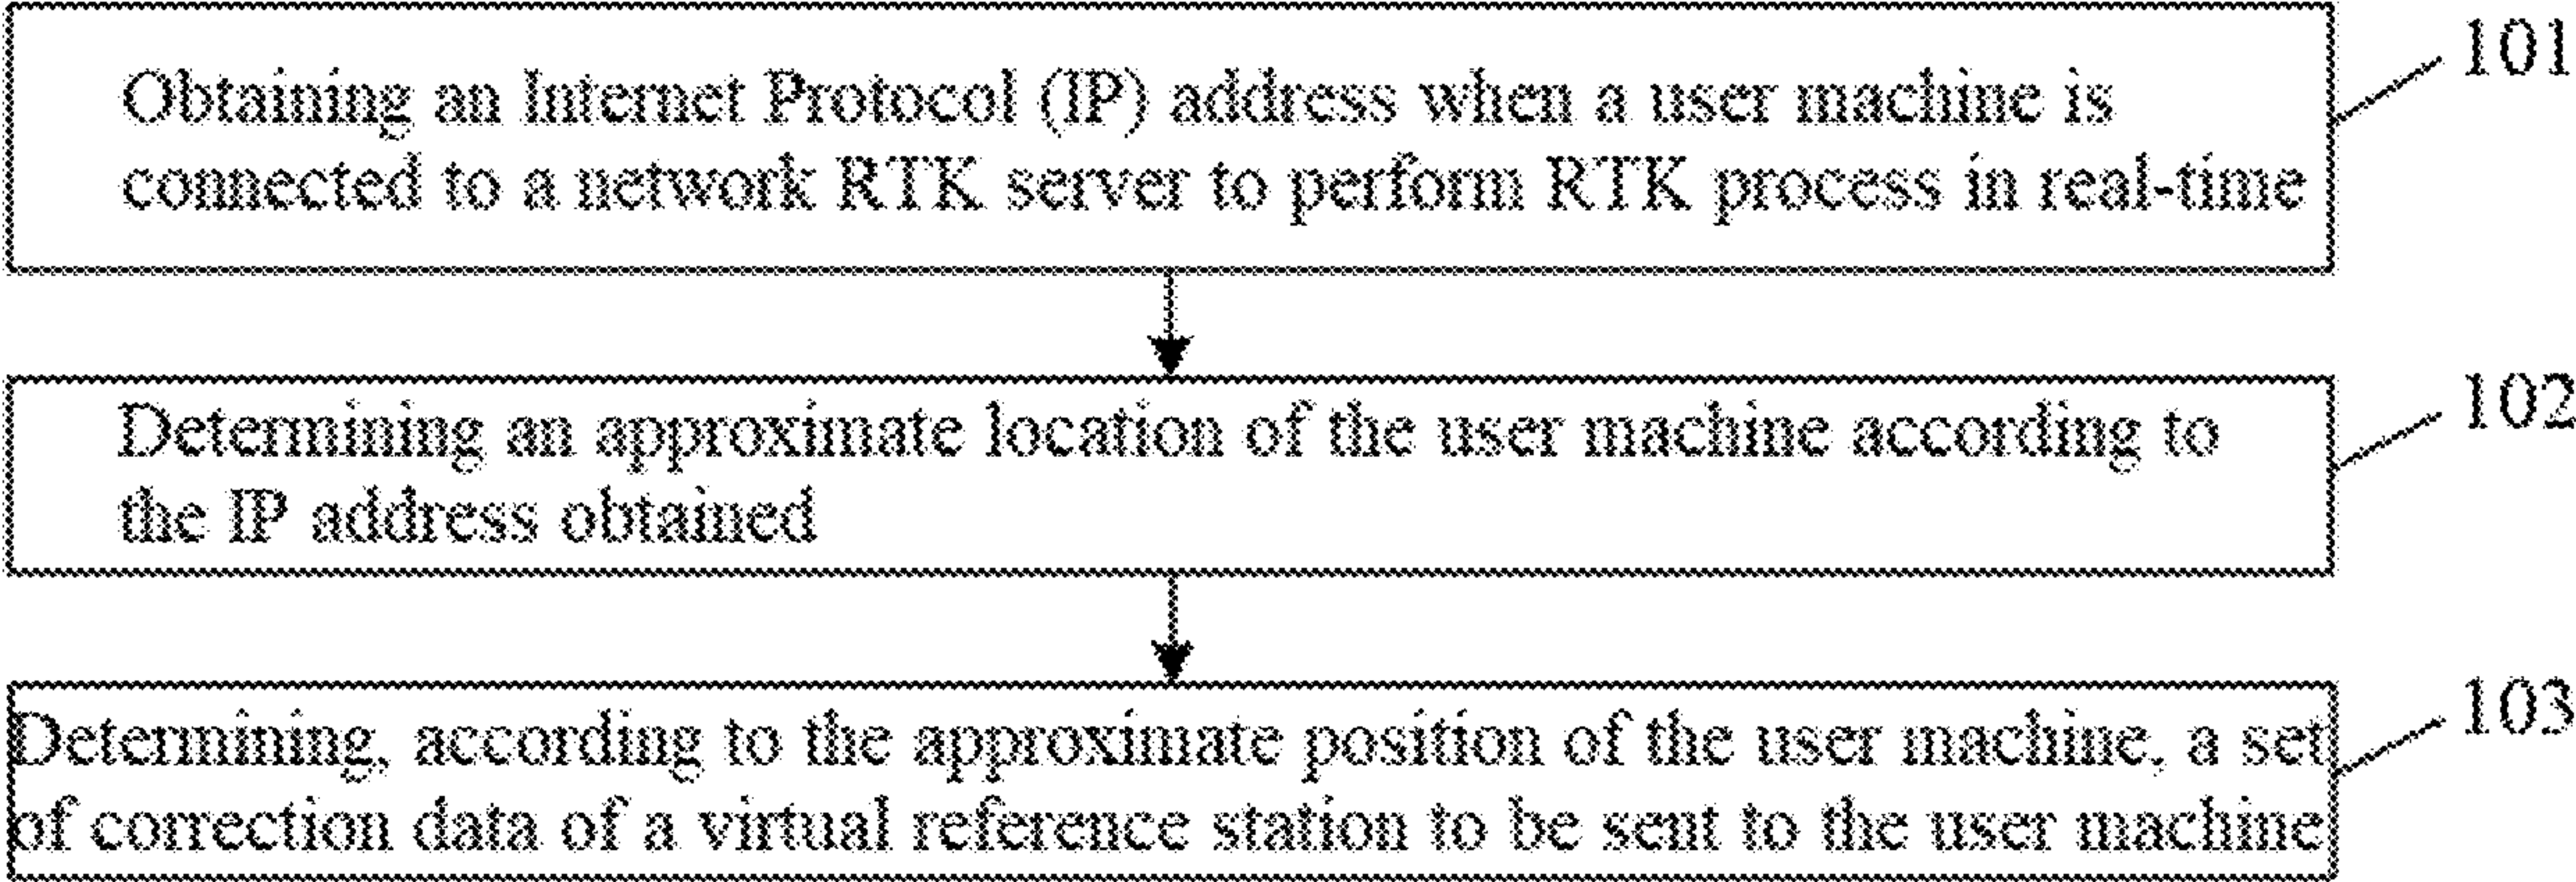 Obtaining an Internet Protocol (IP) address when a user machine is
connected to a network RTK server to perform RTK process in real-time
101
Determining an approximate location of the user machine according to
the IP address obtained
102
Determining, according to the approximate position of the user machine, a set
of correction data of a virtual reference station to be sent to the user machine
103